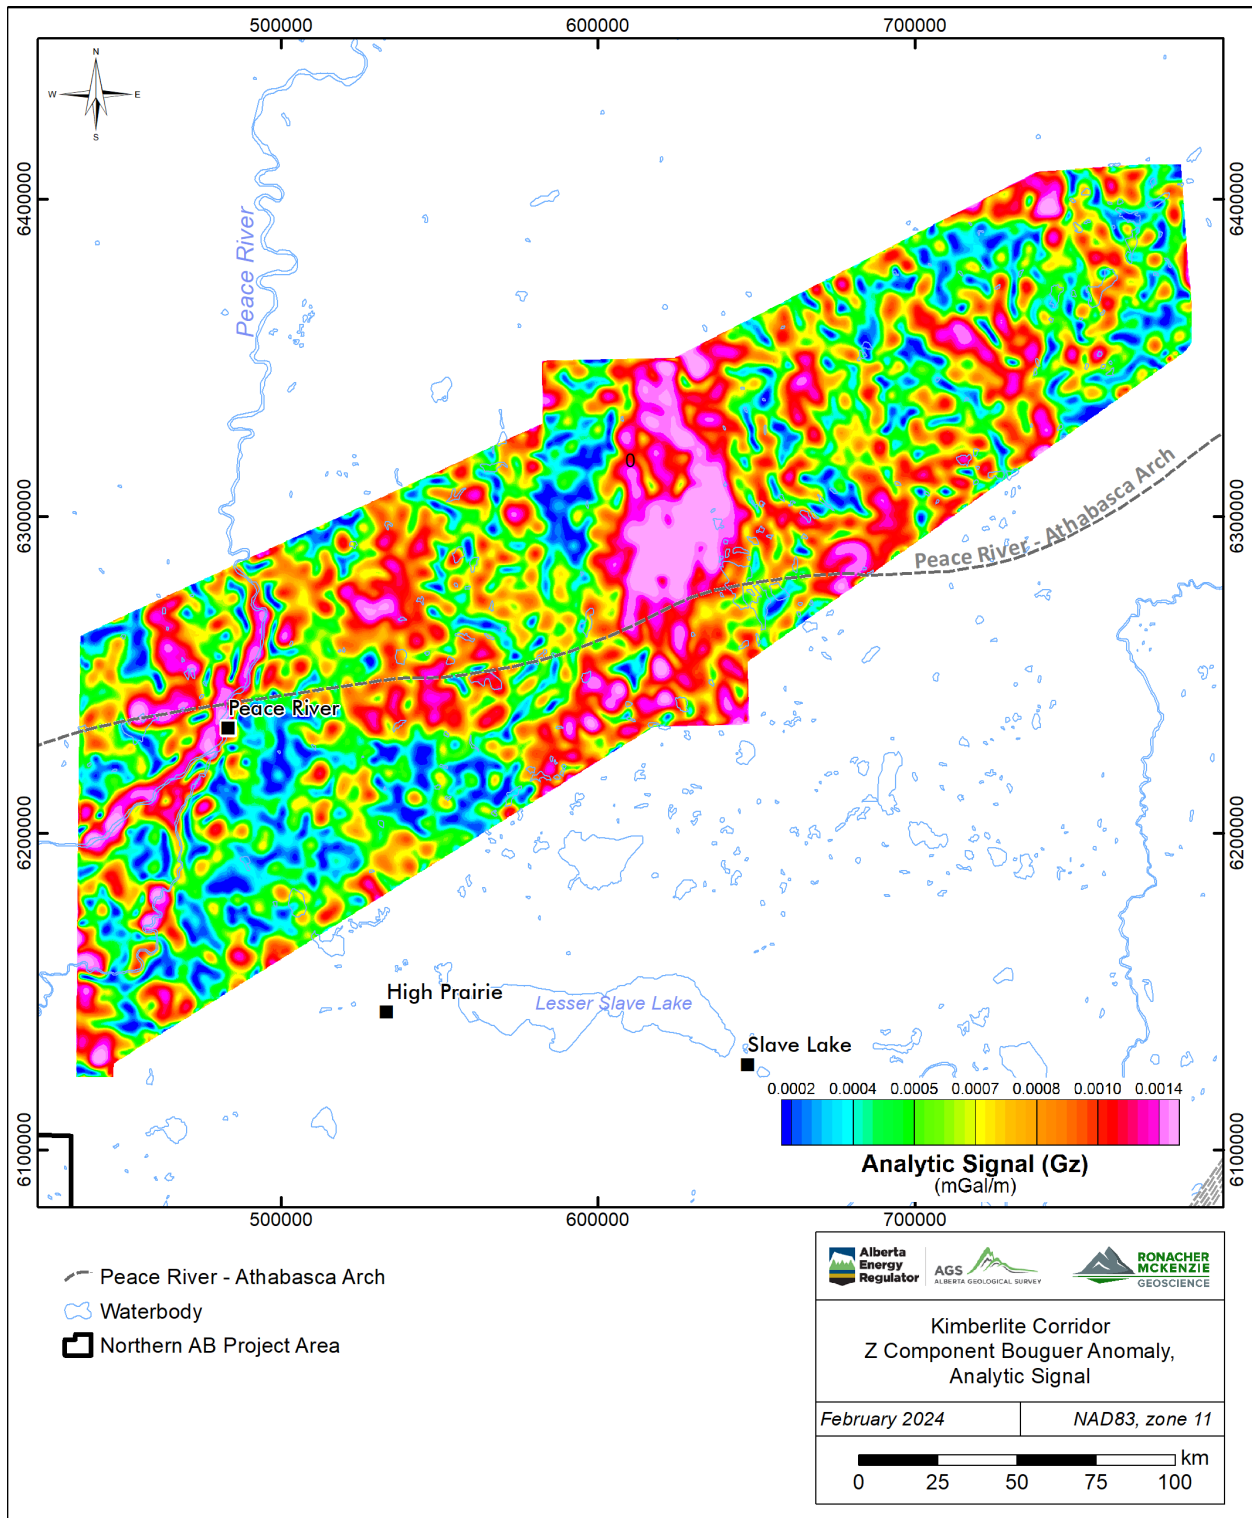 500000
600000
700000
N
W
E
S
6400000
6400000
Peace River
6300000
6300000
0
Peace River - Athabasca Arch
Peace River
6200000
6200000
High Prairie
Lesser Slave Lake
Slave Lake
0.0002 0.0004 0.0005 0.0007 0.0008 0.0010 0.0014
Analytic Signal (Gz)
(mGal/m)
6100000
6100000
500000
600000
700000
Peace River - Athabasca Arch
Waterbody
Northern AB Project Area
Alberta
Energy
Regulator
AGS
ALBERTA GEOLOGICAL SURVEY
RONACHER
MCKENZIE
GEOSCIENCE
Kimberlite Corridor
Z Component Bouguer Anomaly,
Analytic Signal
February 2024
NAD83, zone 11
km
0 25 50 75 100